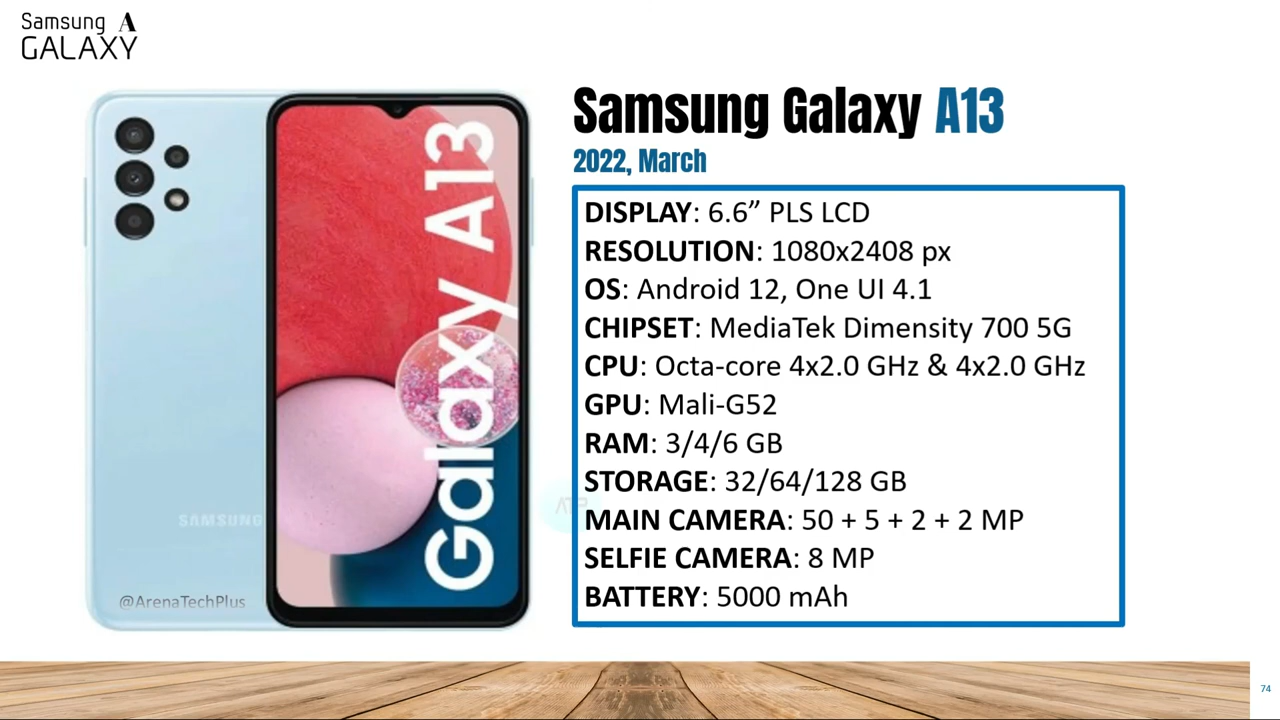 Samsung A
GALAXY
Samsung Galaxy A13
2022, March
DISPLAY: 6.6” PLS LCD
RESOLUTION: 1080x2408 px
OS: Android 12, One UI 4.1
CHIPSET: MediaTek Dimensity 700 5G
CPU: Octa-core 4x2.0 GHz & 4x2.0 GHz
GPU: Mali-G52
RAM: 3/4/6 GB
STORAGE: 32/64/128 GB
MAIN CAMERA: 50 + 5 + 2 + 2 MP
SELFIE CAMERA: 8 MP
BATTERY: 5000 mAh
Galaxy A13
SAMSUNG
@ArenaTechPlus
ATP
74